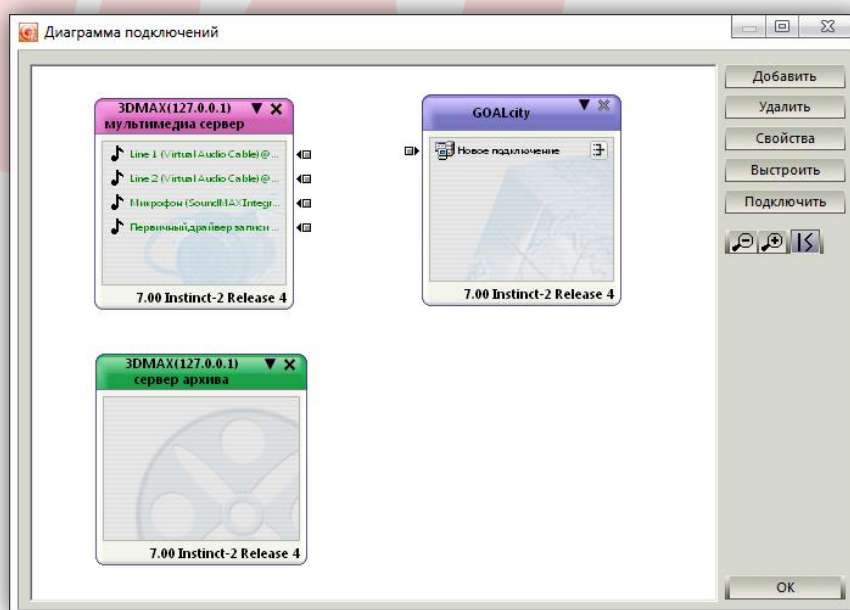 Диаграмма подключений
Добавить
Удалить
Свойства
Выстроить
Подключить
3DMAX(127.0.0.1)
мультимедиа сервер
Line 1 (Virtual Audio Cable)@...
Line 2 (Virtual Audio Cable)@...
Микрофон (SoundMAX Integr...
Первичный драйвер записи...
7.00 Instinct-2 Release 4
GOALcity
Новое подключение
7.00 Instinct-2 Release 4
3DMAX(127.0.0.1)
сервер архива
7.00 Instinct-2 Release 4
OK